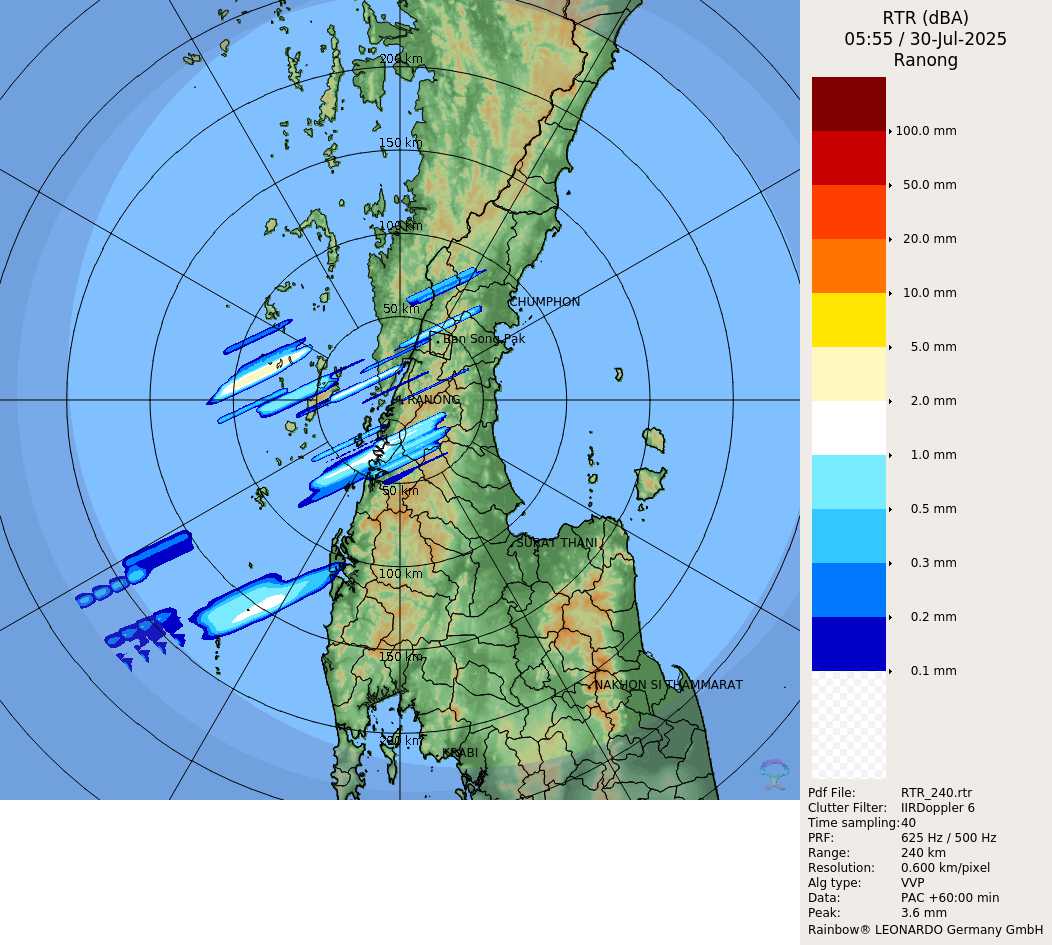 RTR (dBA)
05:55 / 30-Jul-2025
Ranong
100.0 mm
50.0 mm
20.0 mm
10.0 mm
5.0 mm
2.0 mm
1.0 mm
0.5 mm
0.3 mm
0.2 mm
0.1 mm
Pdf File: RTR_240.rtr
Clutter Filter: IIRDoppler 6
Time sampling:40
PRF: 625 Hz / 500 Hz
Range: 240 km
Resolution: 0.600 km/pixel
Alg type: VVP
Data: PAC +60:00 min
Peak: 3.6 mm
Rainbow® LEONARDO Germany GmbH
200 km
150 km
100 km
CHUMPHON
50 km
Ban Song Pak
RANONG
50 km
SURAT THANI
100 km
150 km
NAKHON SI THAMMARAT
200 km
KRABI